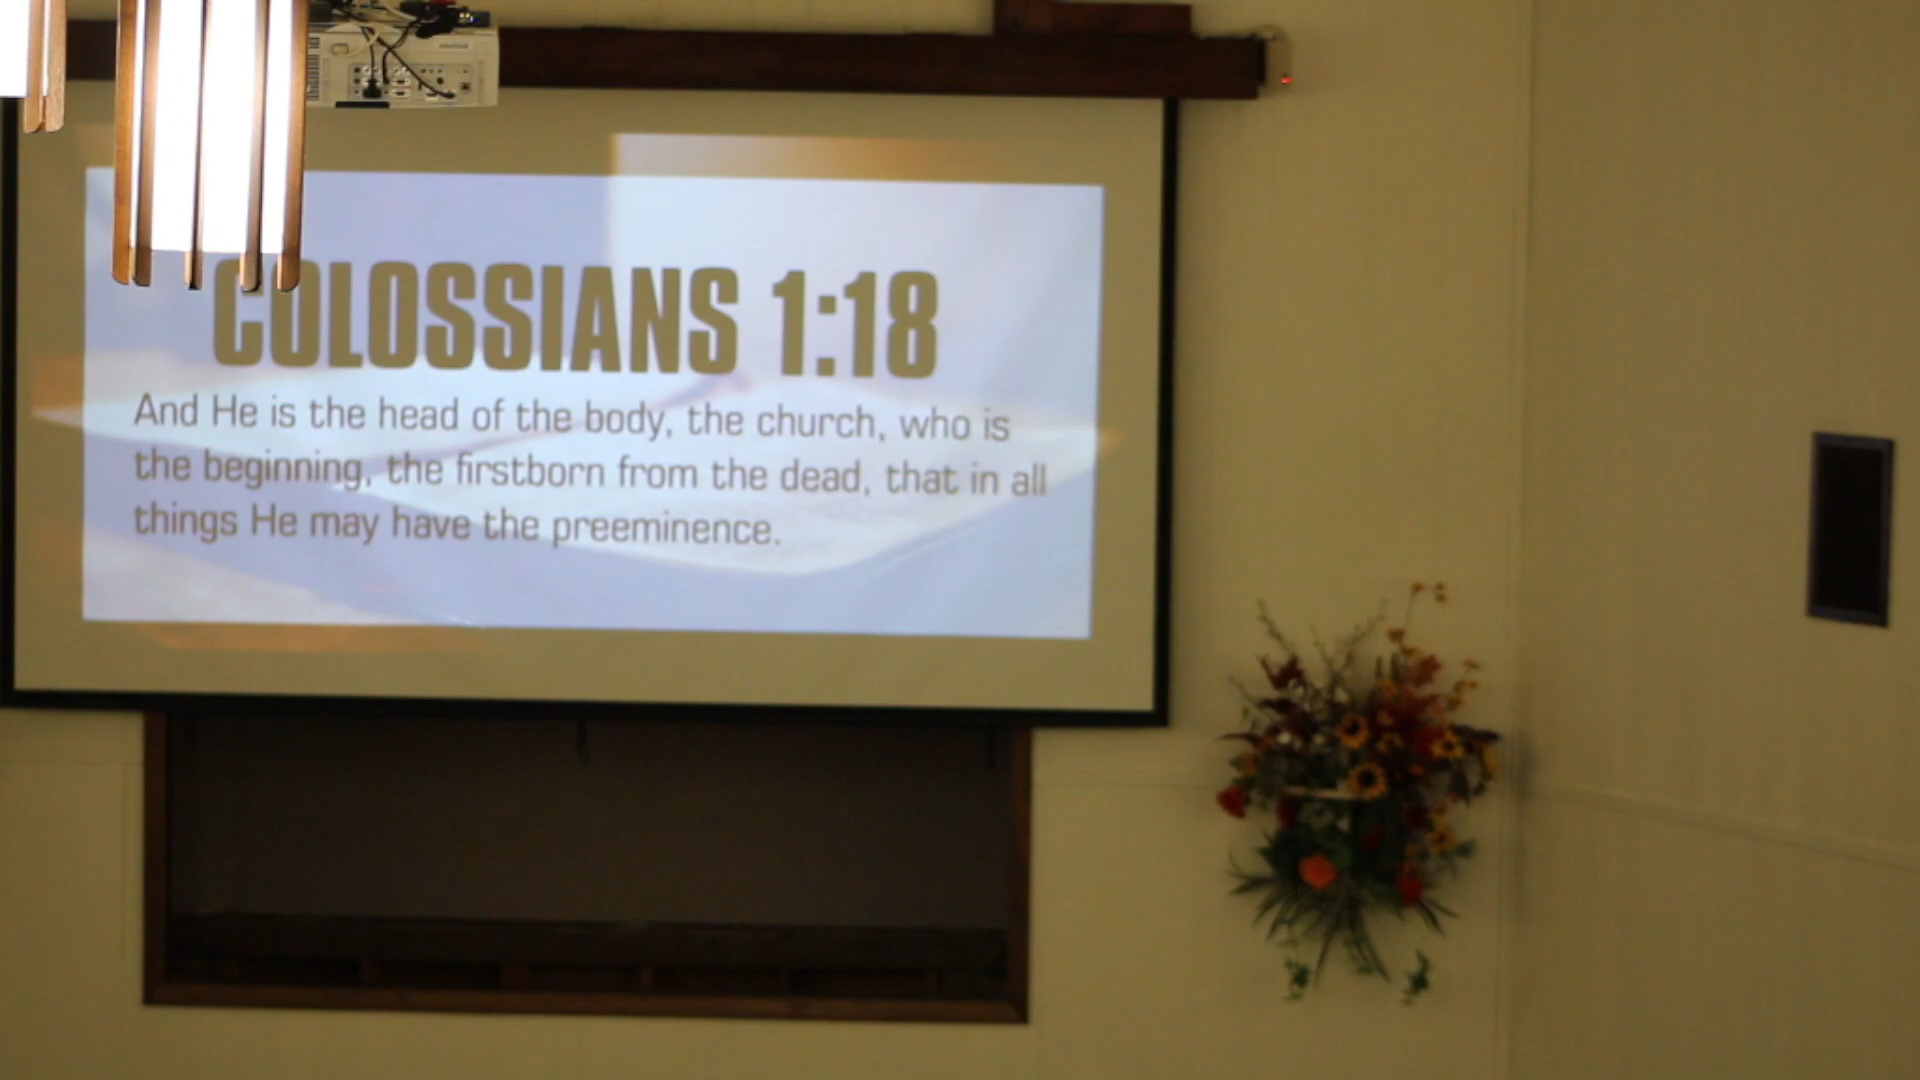 COLOSSIANS 1:18
And He is the head of the body, the church, who is
the beginning, the firstborn from the dead, that in all
things He may have the preeminence.